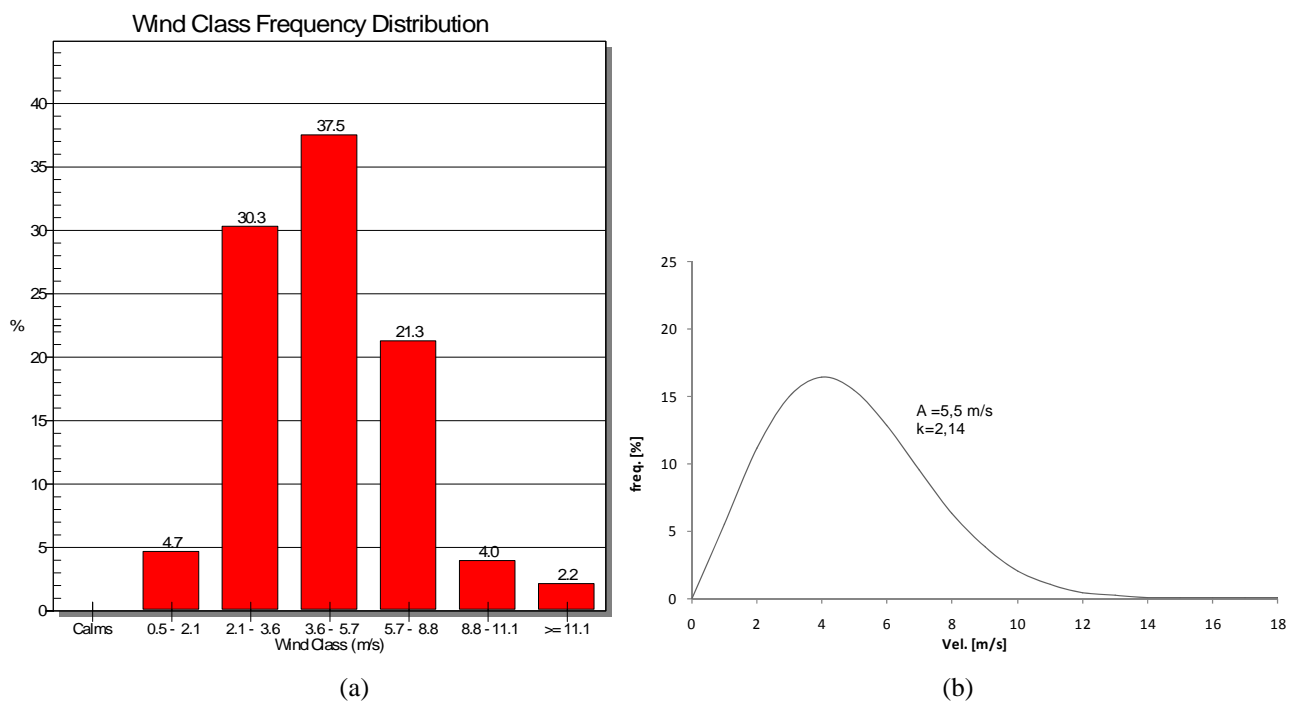 Wind Class Frequency Distribution
%
40
35
30
25
20
15
10
5
0
37.5
30.3
21.3
4.7
4.0
2.2
Calms 0.5 - 2.1 2.1 - 3.6 3.6 - 5.7 5.7 - 8.8 8.8 - 11.1 >= 11.1
Wind Class (m/s)
(a)
freq. [%]
25
20
15
10
5
0
A =5,5 m/s
k=2,14
0 2 4 6 8 10 12 14 16 18
Vel. [m/s]
(b)